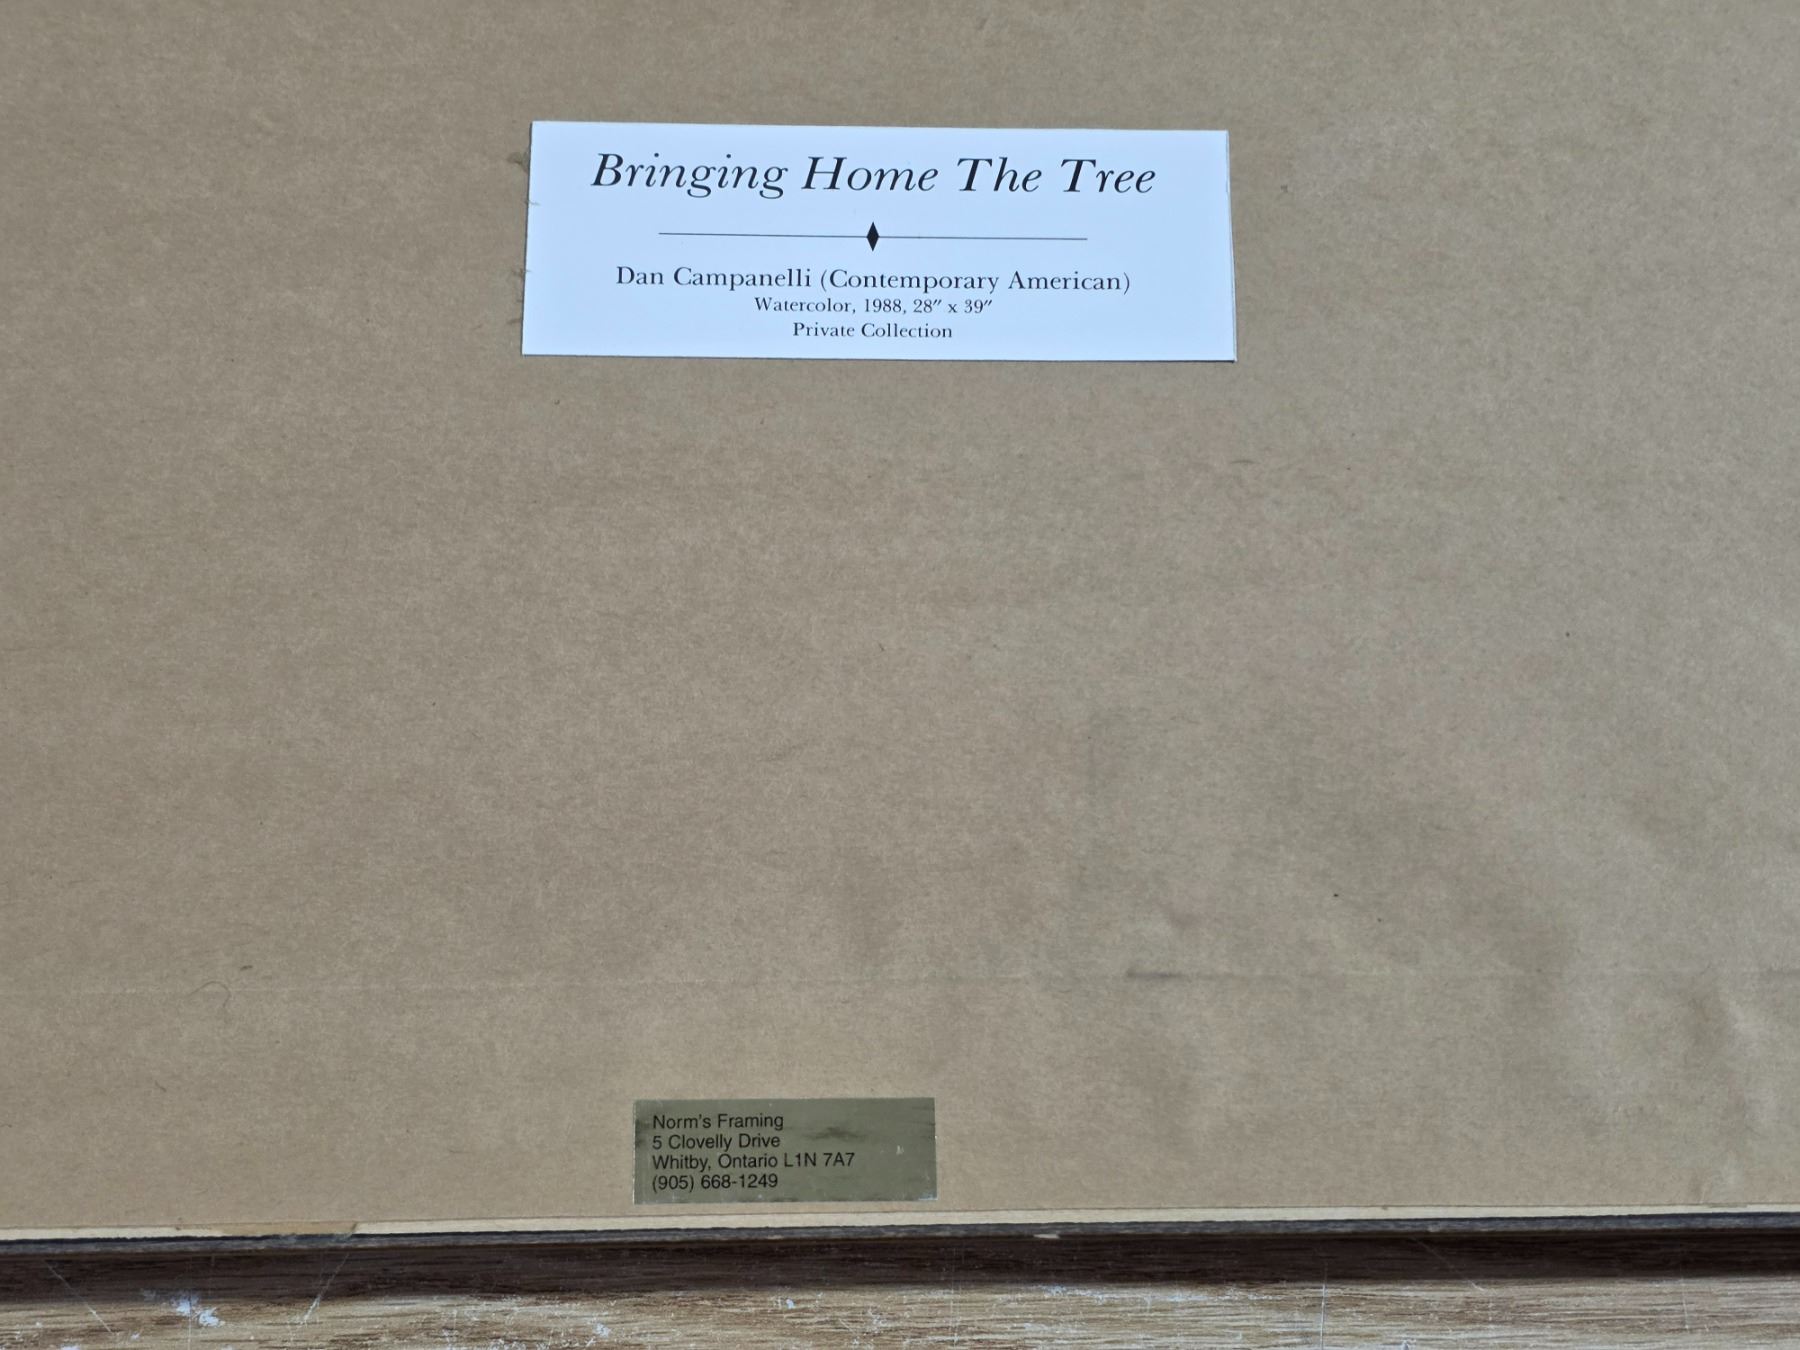 Bringing Home The Tree
Dan Campanelli (Contemporary American)
Watercolor, 1988, 28″ x 39″
Private Collection
Norm's Framing
5 Clovelly Drive
Whitby, Ontario L1N 7A7
(905) 668-1249